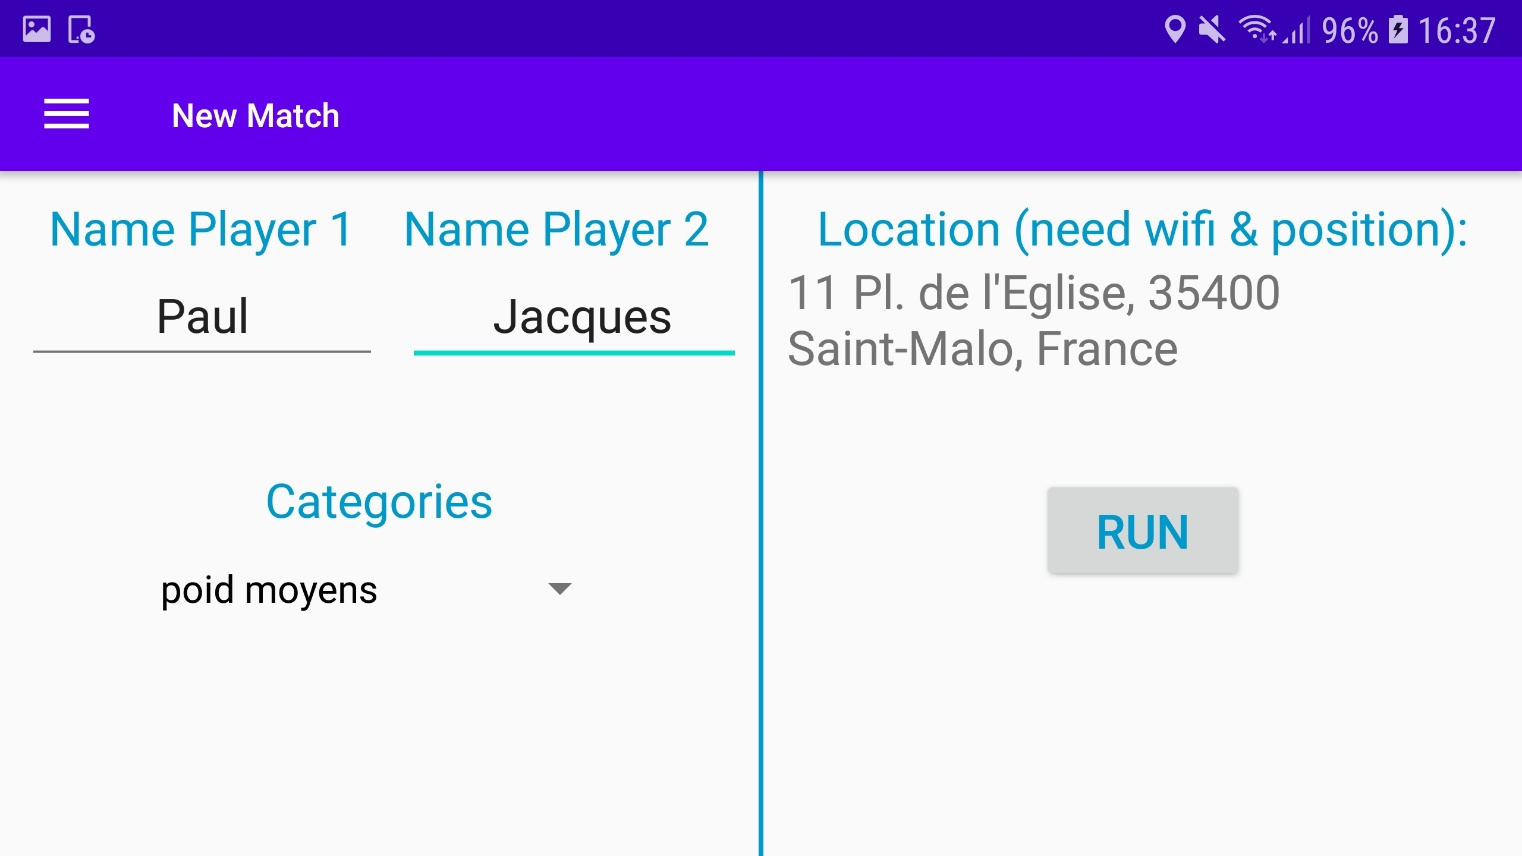 96% 16:37
New Match
Name Player 1 Name Player 2
Paul Jacques
Categories
poid moyens
Location (need wifi & position):
11 Pl. de l'Eglise, 35400
Saint-Malo, France
RUN